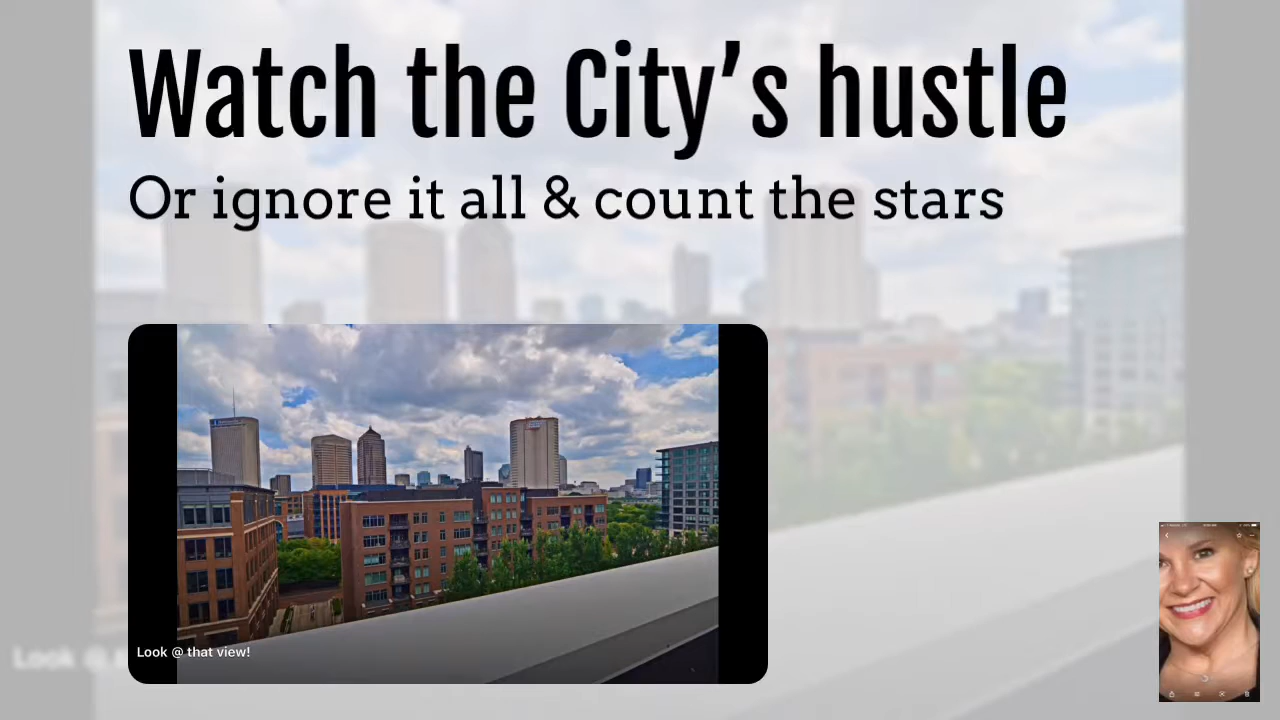 Watch the City’s hustle
Or ignore it all & count the stars
Look @ that view!